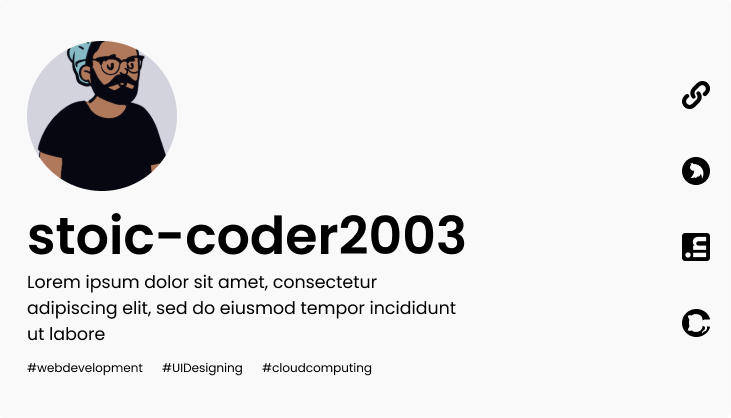 stoic-coder2003
Lorem ipsum dolor sit amet, consectetur
adipiscing elit, sed do eiusmod tempor incididunt
ut labore
#webdevelopment #UIDesigning #cloudcomputing